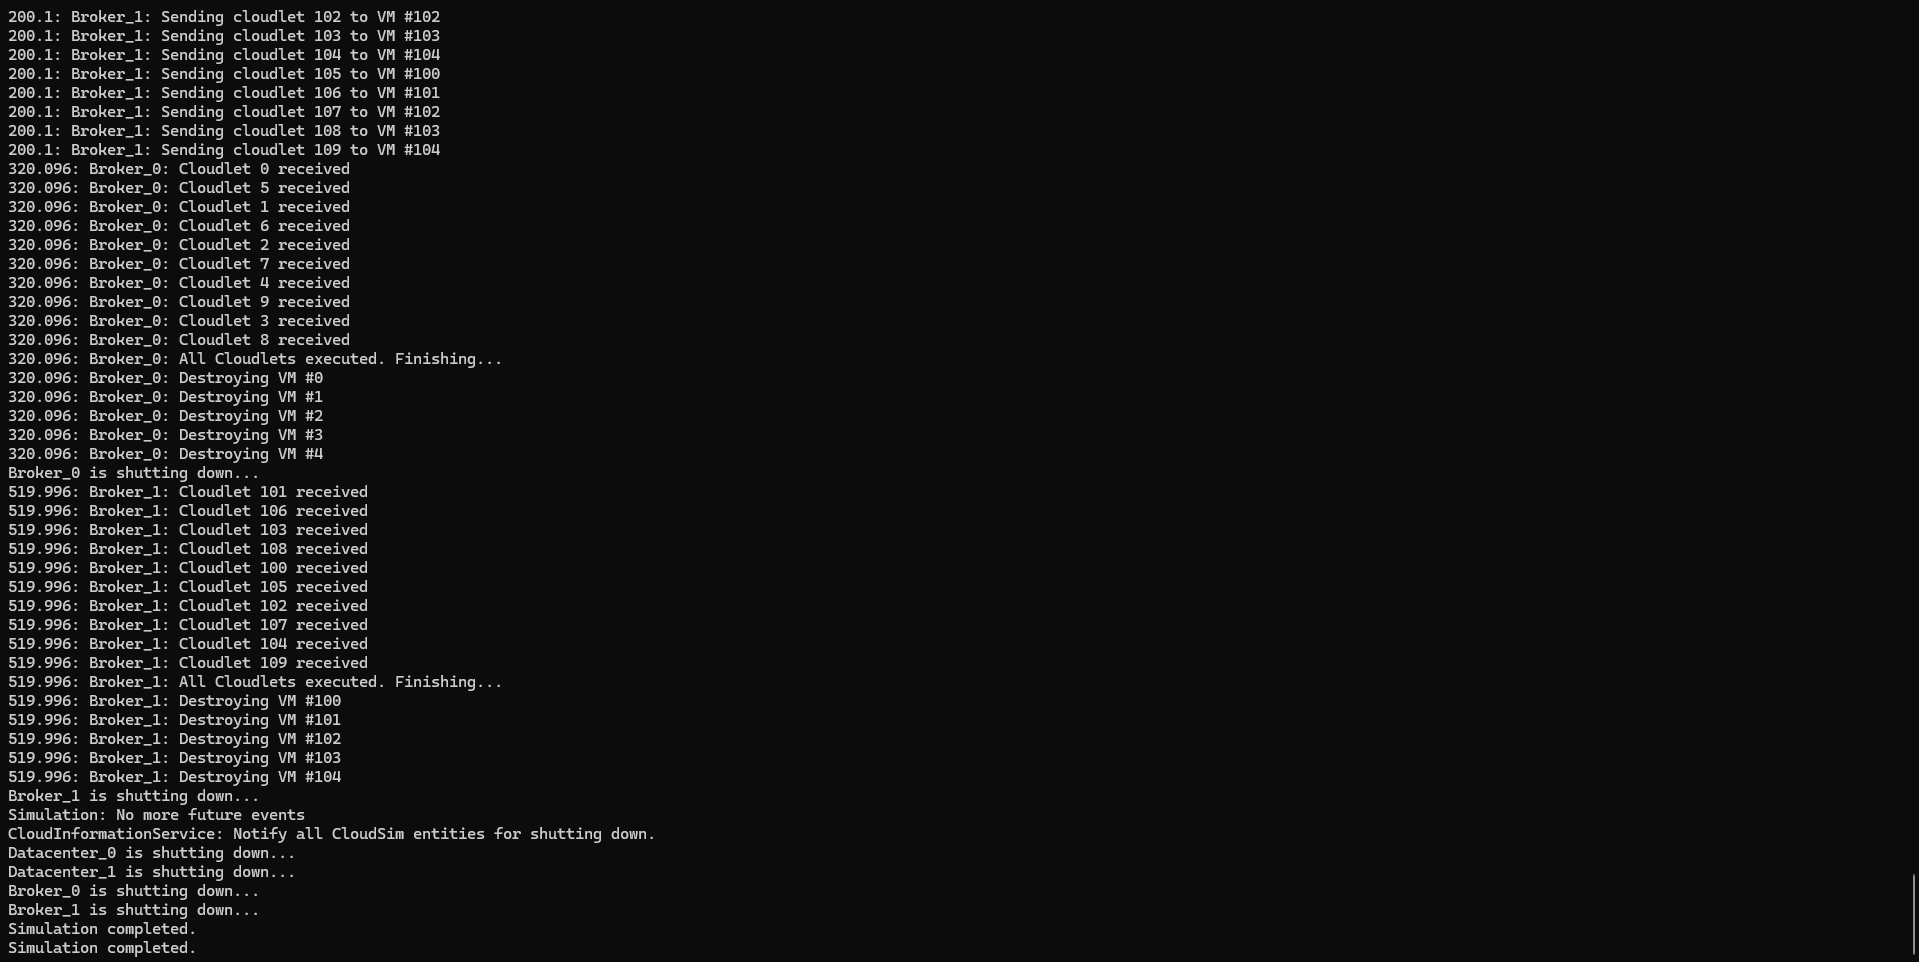 200.1: Broker_1: Sending cloudlet 102 to VM #102
200.1: Broker_1: Sending cloudlet 103 to VM #103
200.1: Broker_1: Sending cloudlet 104 to VM #104
200.1: Broker_1: Sending cloudlet 105 to VM #100
200.1: Broker_1: Sending cloudlet 106 to VM #101
200.1: Broker_1: Sending cloudlet 107 to VM #102
200.1: Broker_1: Sending cloudlet 108 to VM #103
200.1: Broker_1: Sending cloudlet 109 to VM #104
320.096: Broker_0: Cloudlet 0 received
320.096: Broker_0: Cloudlet 5 received
320.096: Broker_0: Cloudlet 1 received
320.096: Broker_0: Cloudlet 6 received
320.096: Broker_0: Cloudlet 2 received
320.096: Broker_0: Cloudlet 7 received
320.096: Broker_0: Cloudlet 4 received
320.096: Broker_0: Cloudlet 9 received
320.096: Broker_0: Cloudlet 3 received
320.096: Broker_0: Cloudlet 8 received
320.096: Broker_0: All Cloudlets executed. Finishing...
320.096: Broker_0: Destroying VM #0
320.096: Broker_0: Destroying VM #1
320.096: Broker_0: Destroying VM #2
320.096: Broker_0: Destroying VM #3
320.096: Broker_0: Destroying VM #4
Broker_0 is shutting down...
519.996: Broker_1: Cloudlet 101 received
519.996: Broker_1: Cloudlet 106 received
519.996: Broker_1: Cloudlet 103 received
519.996: Broker_1: Cloudlet 108 received
519.996: Broker_1: Cloudlet 100 received
519.996: Broker_1: Cloudlet 105 received
519.996: Broker_1: Cloudlet 102 received
519.996: Broker_1: Cloudlet 107 received
519.996: Broker_1: Cloudlet 104 received
519.996: Broker_1: Cloudlet 109 received
519.996: Broker_1: All Cloudlets executed. Finishing...
519.996: Broker_1: Destroying VM #100
519.996: Broker_1: Destroying VM #101
519.996: Broker_1: Destroying VM #102
519.996: Broker_1: Destroying VM #103
519.996: Broker_1: Destroying VM #104
Broker_1 is shutting down...
Simulation: No more future events
CloudInformationService: Notify all CloudSim entities for shutting down.
Datacenter_0 is shutting down...
Datacenter_1 is shutting down...
Broker_0 is shutting down...
Broker_1 is shutting down...
Simulation completed.
Simulation completed.